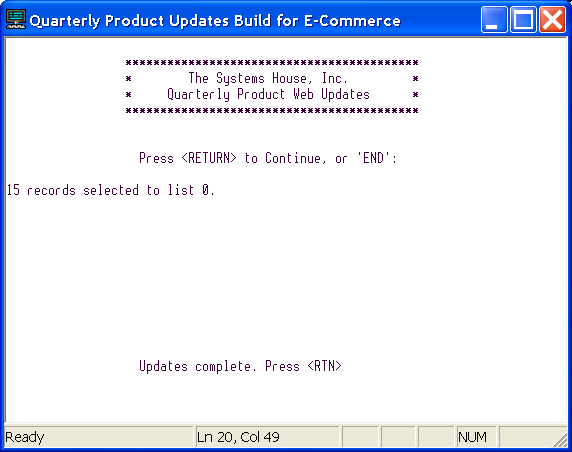 Quarterly Product Updates Build for E-Commerce
******************************************
* The Systems House, Inc. *
* Quarterly Product Web Updates *
******************************************
Press <RETURN> to Continue, or 'END':
15 records selected to list 0.
Updates complete. Press <RTN>
Ready Ln 20, Col 49 NUM